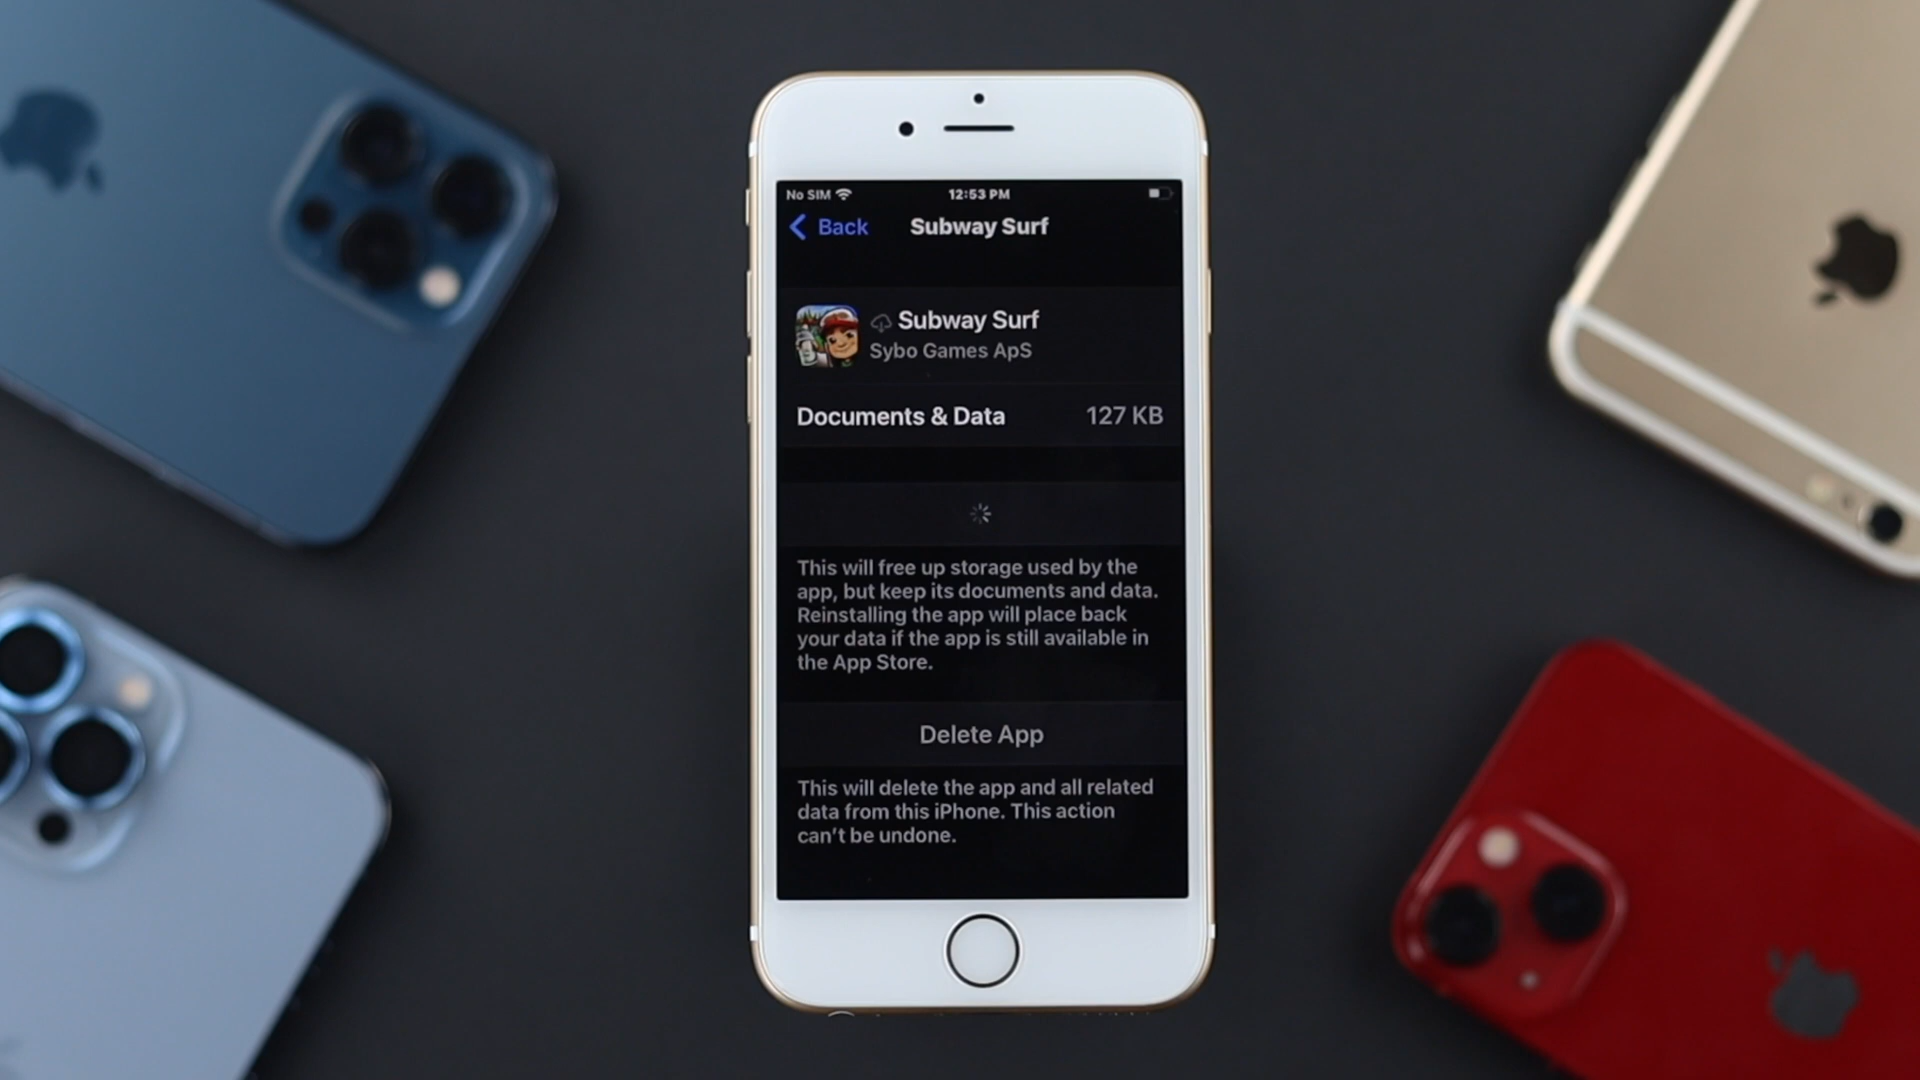 No SIM 12:53 PM
Back Subway Surf
Subway Surf
Sybo Games ApS
Documents & Data 127 KB
This will free up storage used by the
app, but keep its documents and data.
Reinstalling the app will place back
your data if the app is still available in
the App Store.
Delete App
This will delete the app and all related
data from this iPhone. This action
can't be undone.